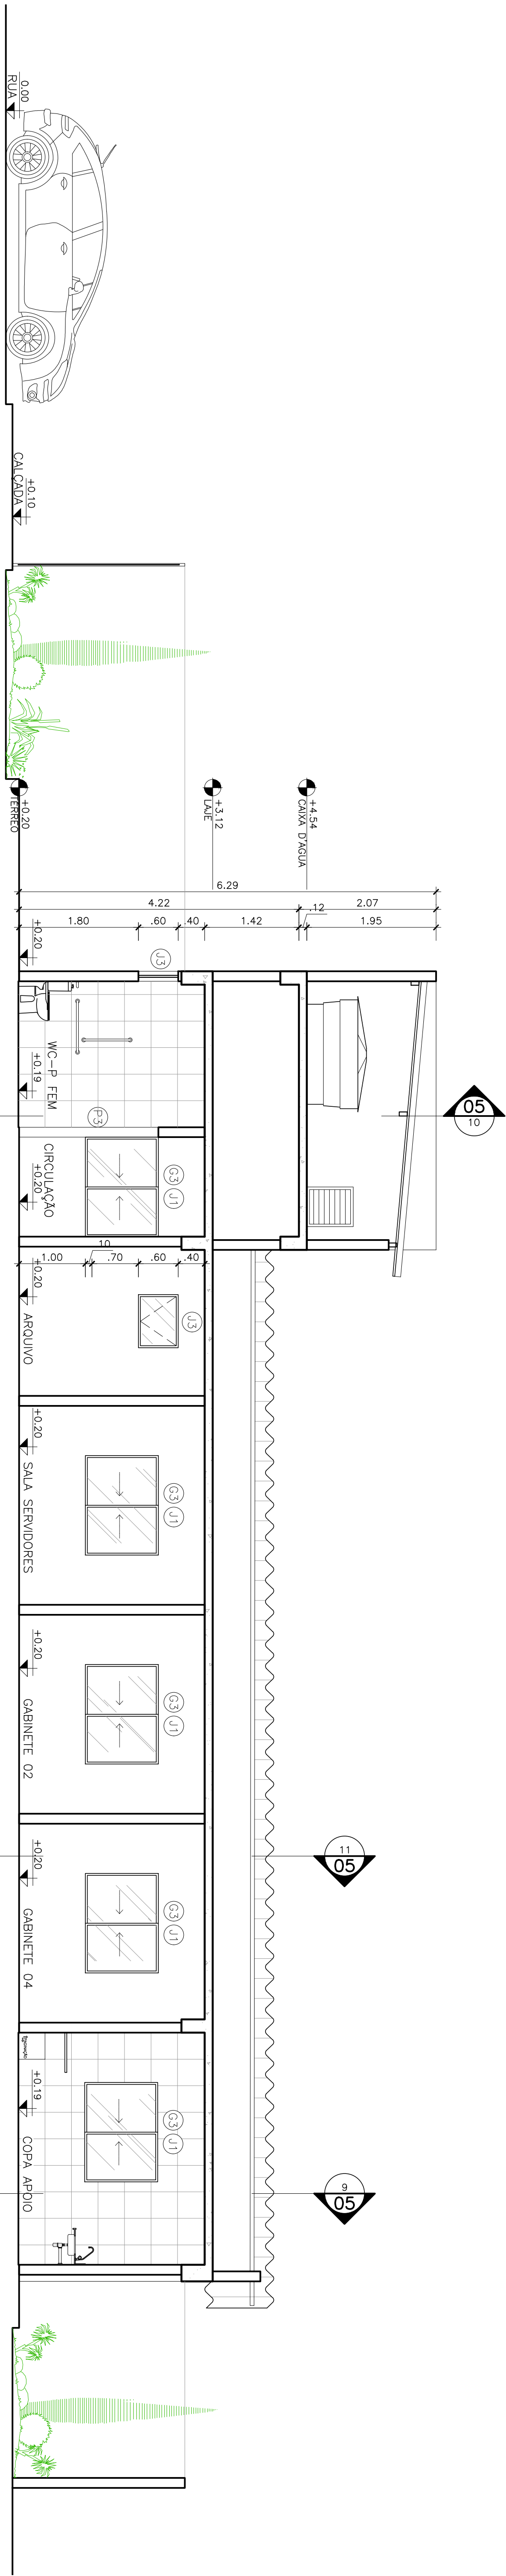 0.00
RUA
+0.10
CALÇADA
+0.20
TÉRREO
+3.12
LAJE
+4.54
CAIXA D'AGUA
6.29
4.22
2.07
1.80
.60
.40
1.42
.12
1.95
+0.20
J3
WC-P FEM
+0.19
P3
05
10
CIRCULAÇÃO
+0.20
G3 J1
1.00
.10
.70
.60
.40
+0.20
ARQUIVO
J3
+0.20
SALA SERVIDORES
G3 J1
+0.20
GABINETE 02
G3 J1
11
05
+0.20
GABINETE 04
G3 J1
+0.19
COPA APOIO
G3 J1
9
05